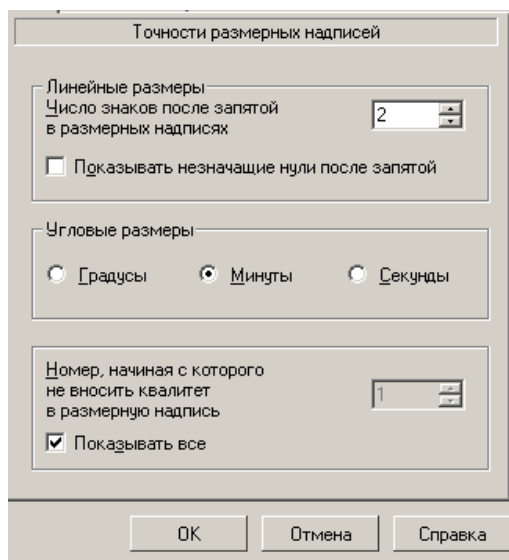 Точности размерных надписей
Линейные размеры
Число знаков после запятой
в размерных надписях
2
Показывать незначащие нули после запятой
Угловые размеры
Градусы Минуты Секунды
Номер, начиная с которого
не вносить квалитет
в размерную надпись
1
Показывать все
OK Отмена Справка